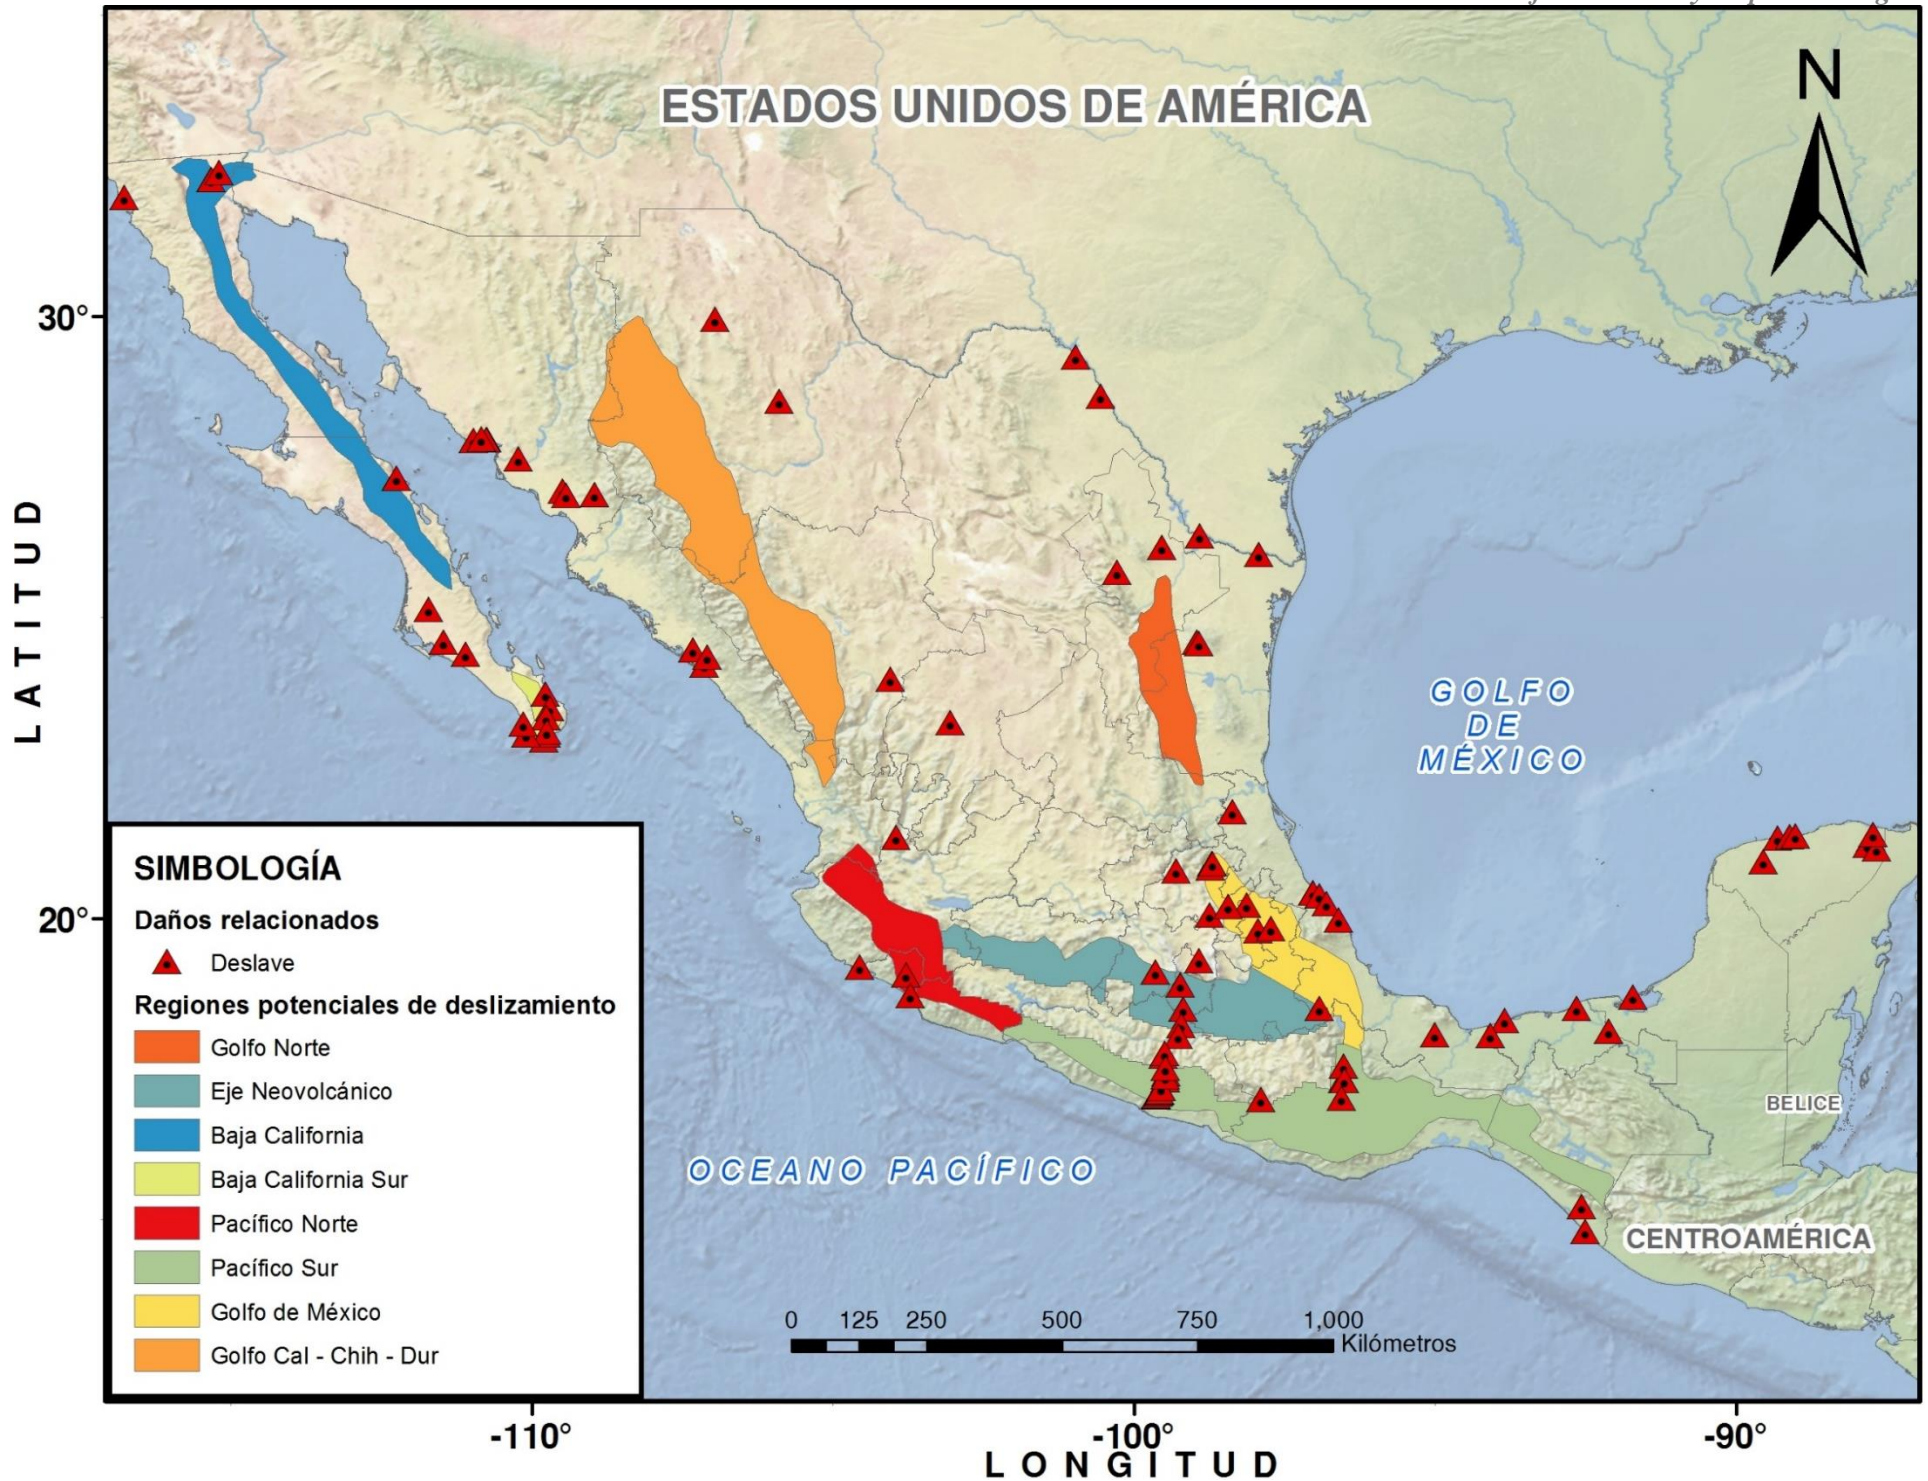 ESTADOS UNIDOS DE AMÉRICA
N
30°
20°
LATITUD
GOLFO
DE
MÉXICO
OCEANO PACÍFICO
BELICE
CENTROAMÉRICA
SIMBOLOGÍA
Daños relacionados
Deslave
Regiones potenciales de deslizamiento
Golfo Norte
Eje Neovolcánico
Baja California
Baja California Sur
Pacífico Norte
Pacífico Sur
Golfo de México
Golfo Cal - Chih - Dur
0 125 250 500 750 1,000
Kilómetros
-110° -100° -90°
LONGITUD